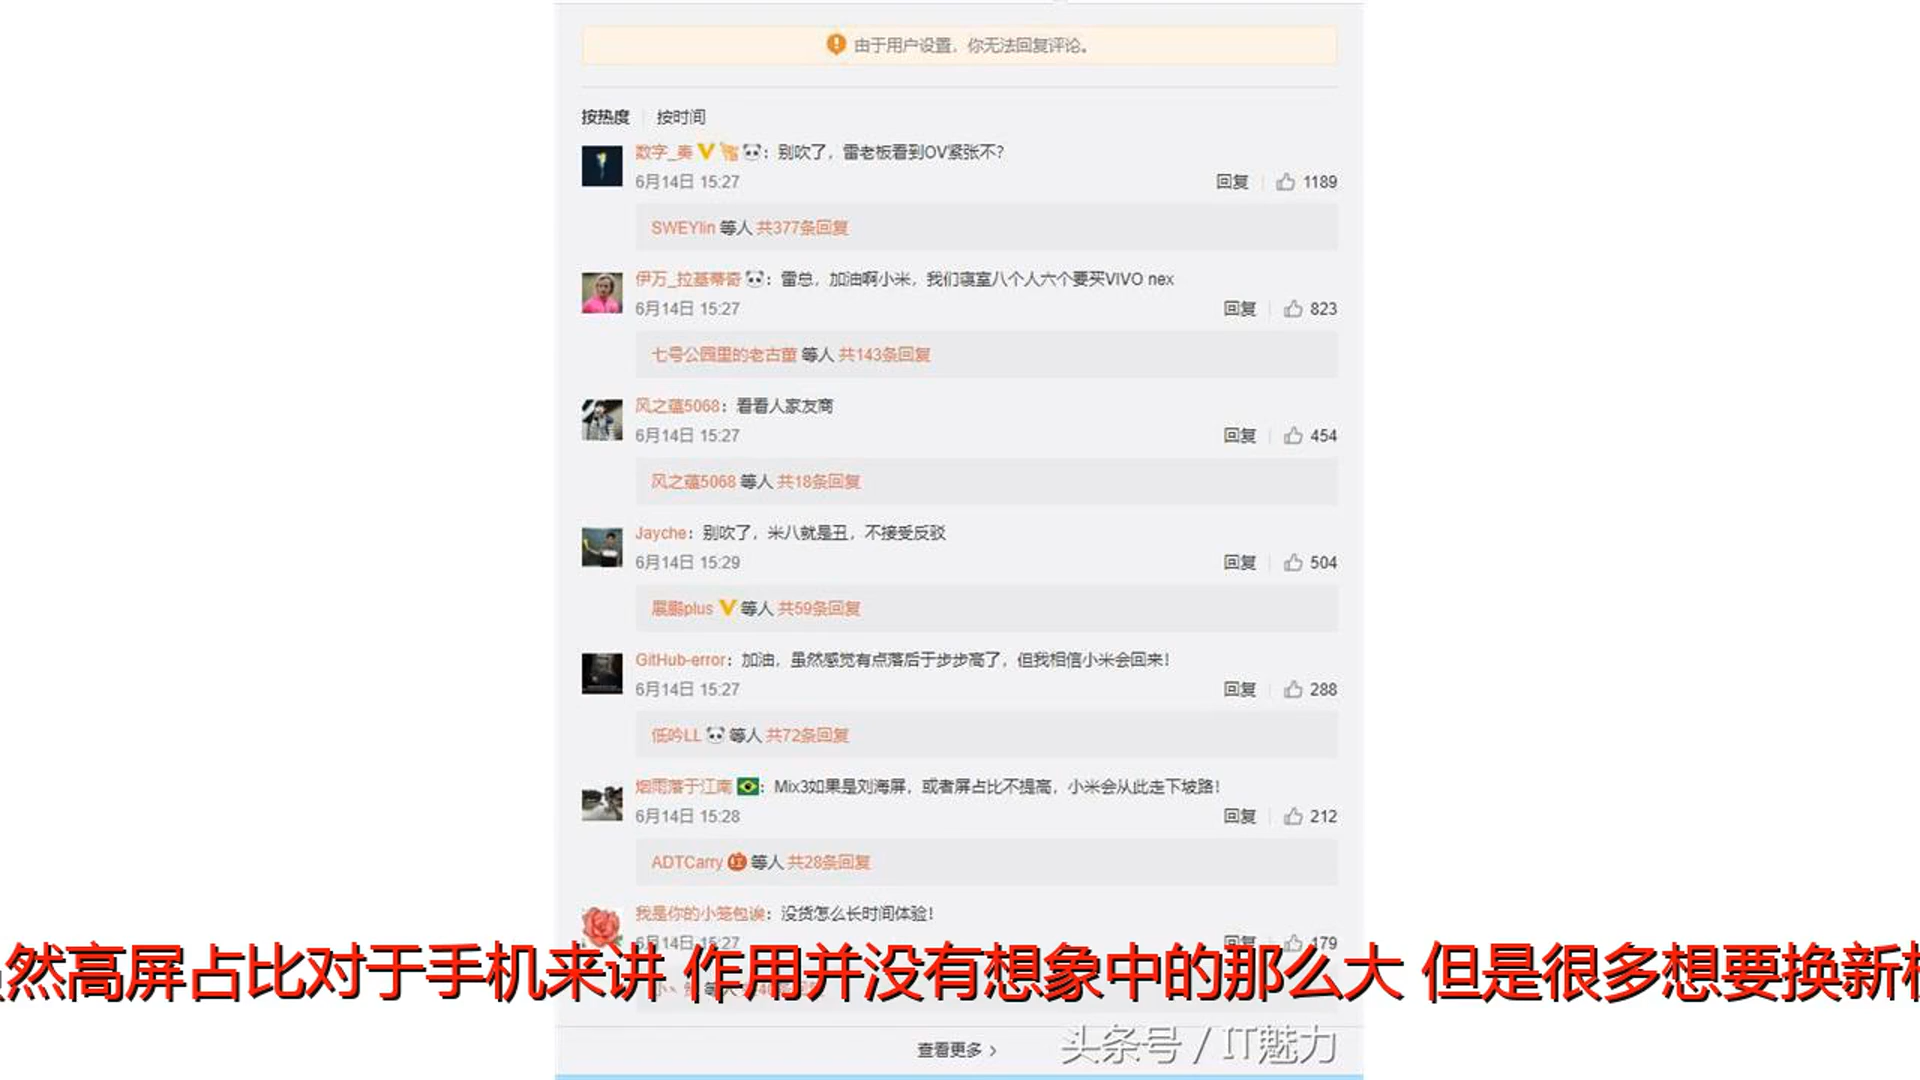 由于用户设置，你无法回复评论。
按热度 按时间
数字_奏：别吹了，雷老板看到OV紧张不？
6月14日 15:27 回复 1189
SWEYlin 等人 共377条回复
伊万_拉基蒂奇：雷总，加油啊小米，我们寝室八个人六个要买VIVO nex
6月14日 15:27 回复 823
七号公园里的老古董 等人 共143条回复
风之蕴5068：看看人家友商
6月14日 15:27 回复 454
风之蕴5068 等人 共18条回复
Jayche：别吹了，米八就是丑，不接受反驳
6月14日 15:29 回复 504
展鹏plus 等人 共59条回复
GitHub-error：加油，虽然感觉有点落后于步步高了，但我相信小米会回来！
6月14日 15:27 回复 288
低吟LL 等人 共72条回复
烟雨落于江南：Mix3如果是刘海屏，或者屏占比不提高，小米会从此走下坡路！
6月14日 15:28 回复 212
ADTCarry 等人 共28条回复
我是你的小笼包诶：没货怎么长时间体验！
6月14日 15:27 回复 179
然高屏占比对于手机来讲 作用并没有想象中的那么大 但是很多想要换新机
查看更多
头条号 / IT魅力